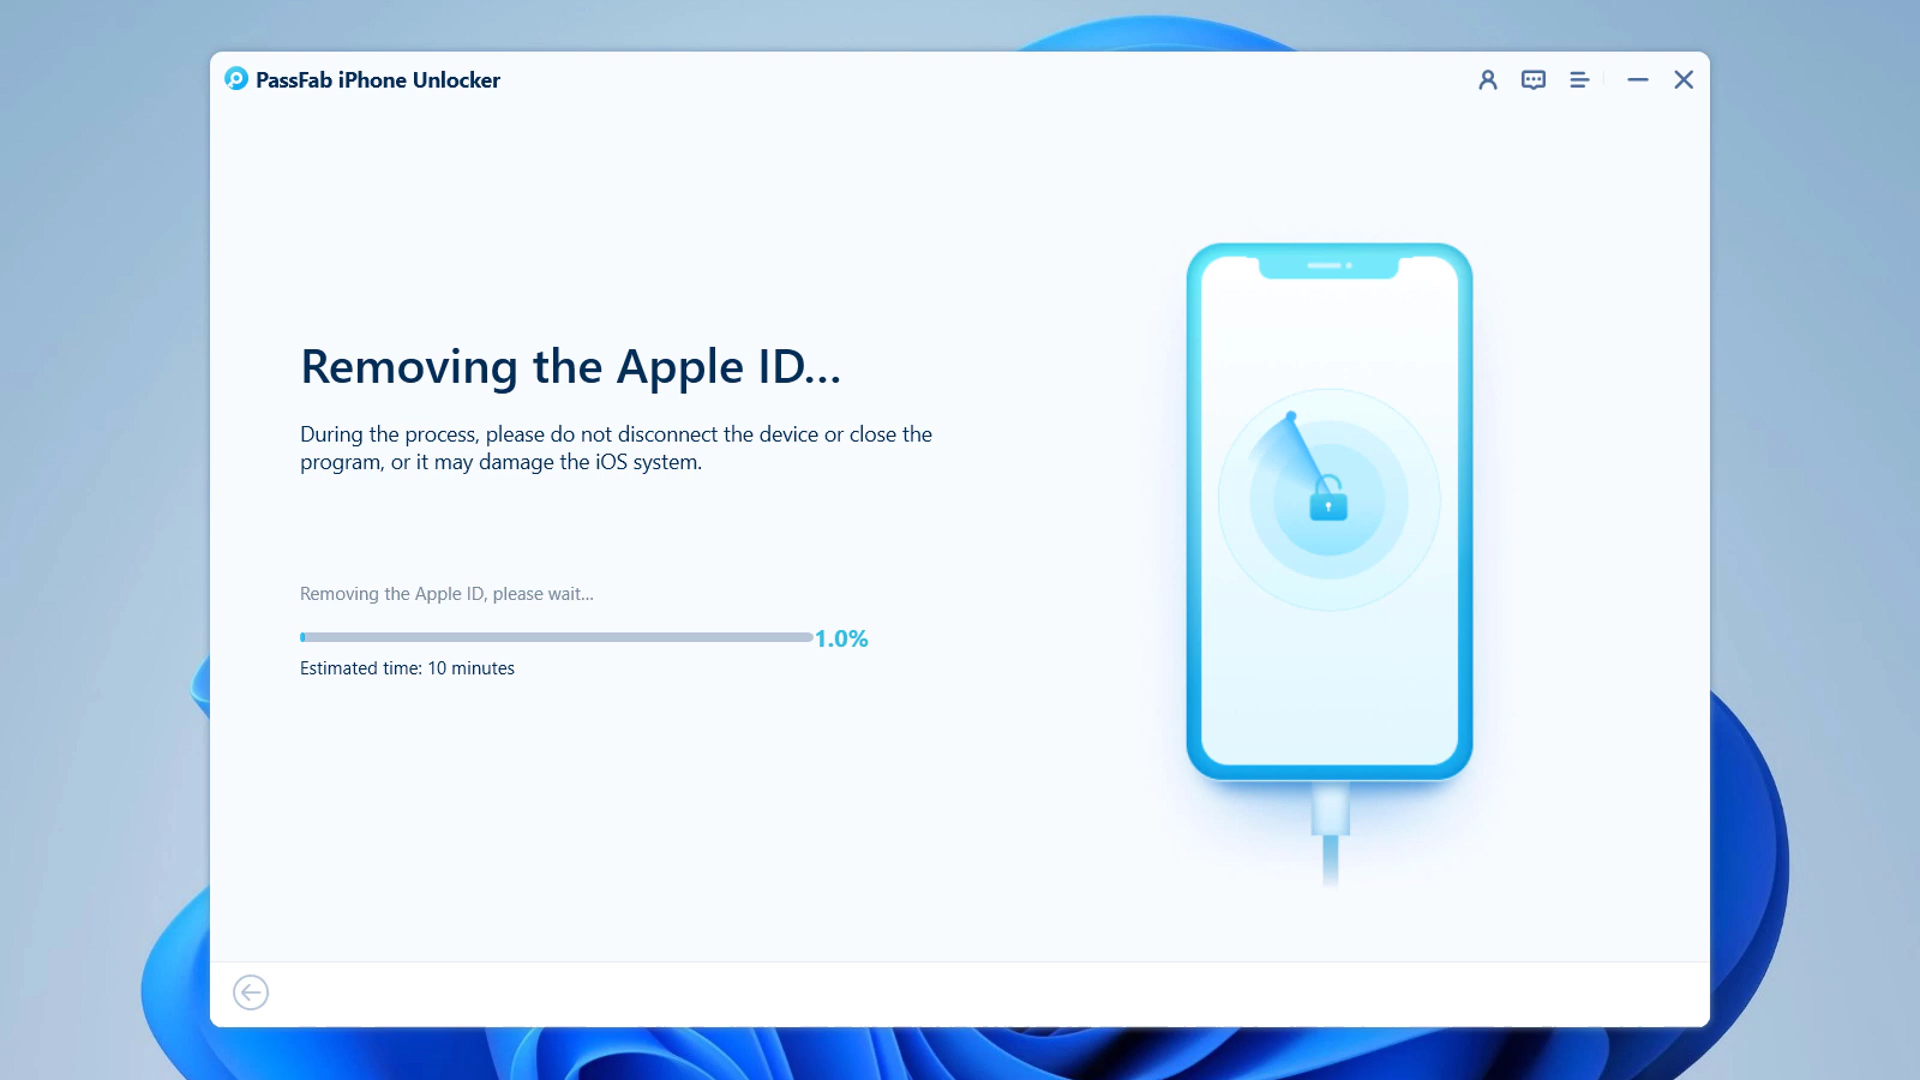 PassFab iPhone Unlocker
Removing the Apple ID...
During the process, please do not disconnect the device or close the
program, or it may damage the iOS system.
Removing the Apple ID, please wait...
1.0%
Estimated time: 10 minutes